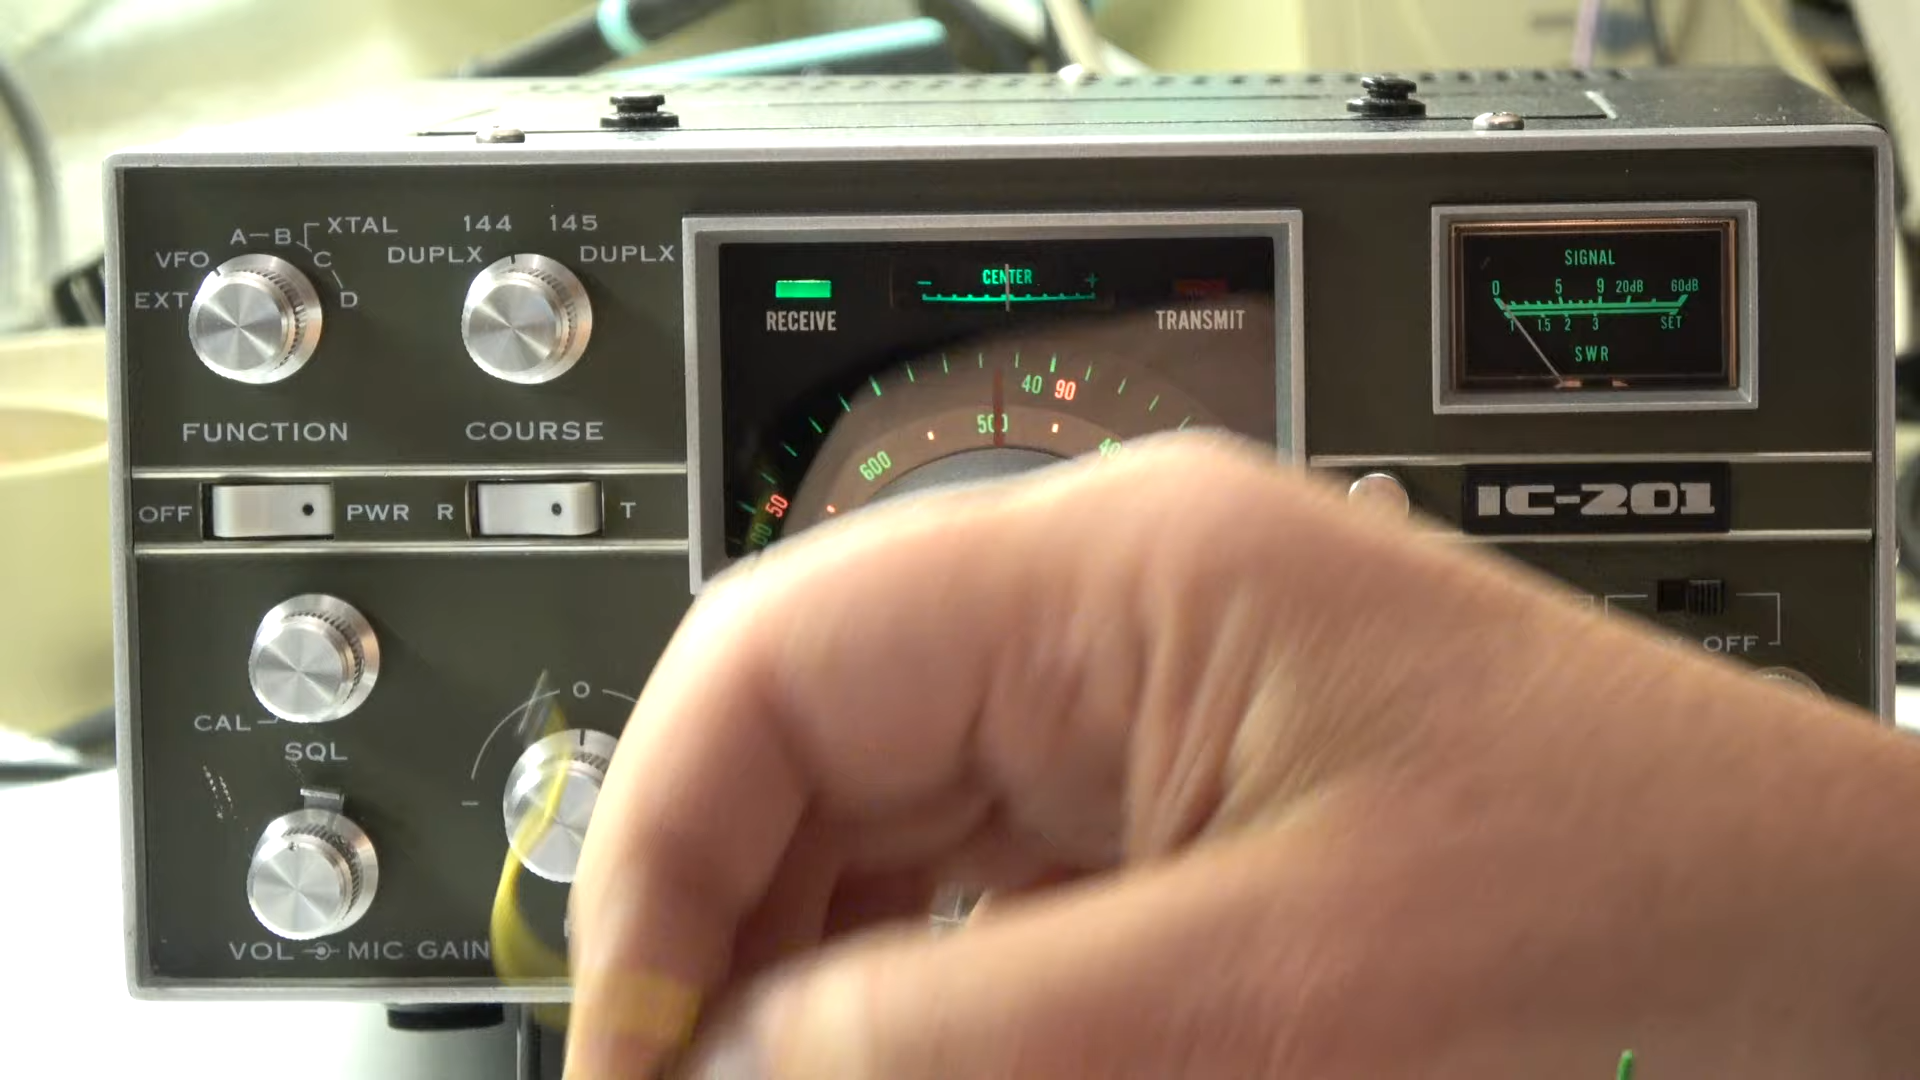 A-B XTAL
VFO C
EXT D
FUNCTION
144 145
DUPLX DUPLX
COURSE
OFF PWR R T
CAL
SQL
VOL MIC GAIN
- O
- CENTER +
RECEIVE
TRANSMIT
40 90
500
600
50
SIGNAL
0 5 9 20dB 60dB
1 1.5 2 3 SET
SWR
IC-201
OFF